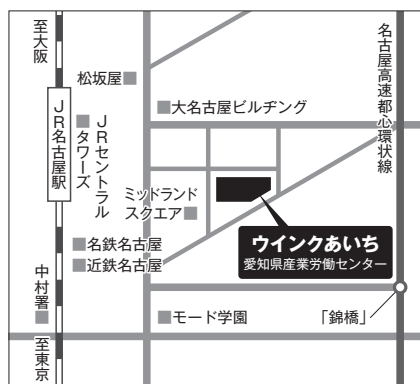 至大阪
松坂屋
JR名古屋駅
JRセントラル
タワーズ
大名古屋ビルヂング
名古屋高速都心環状線
ミッドランド
スクエア
ウインクあいち
愛知県産業労働センター
名鉄名古屋
近鉄名古屋
中村署
モード学園
「錦橋」
至東京